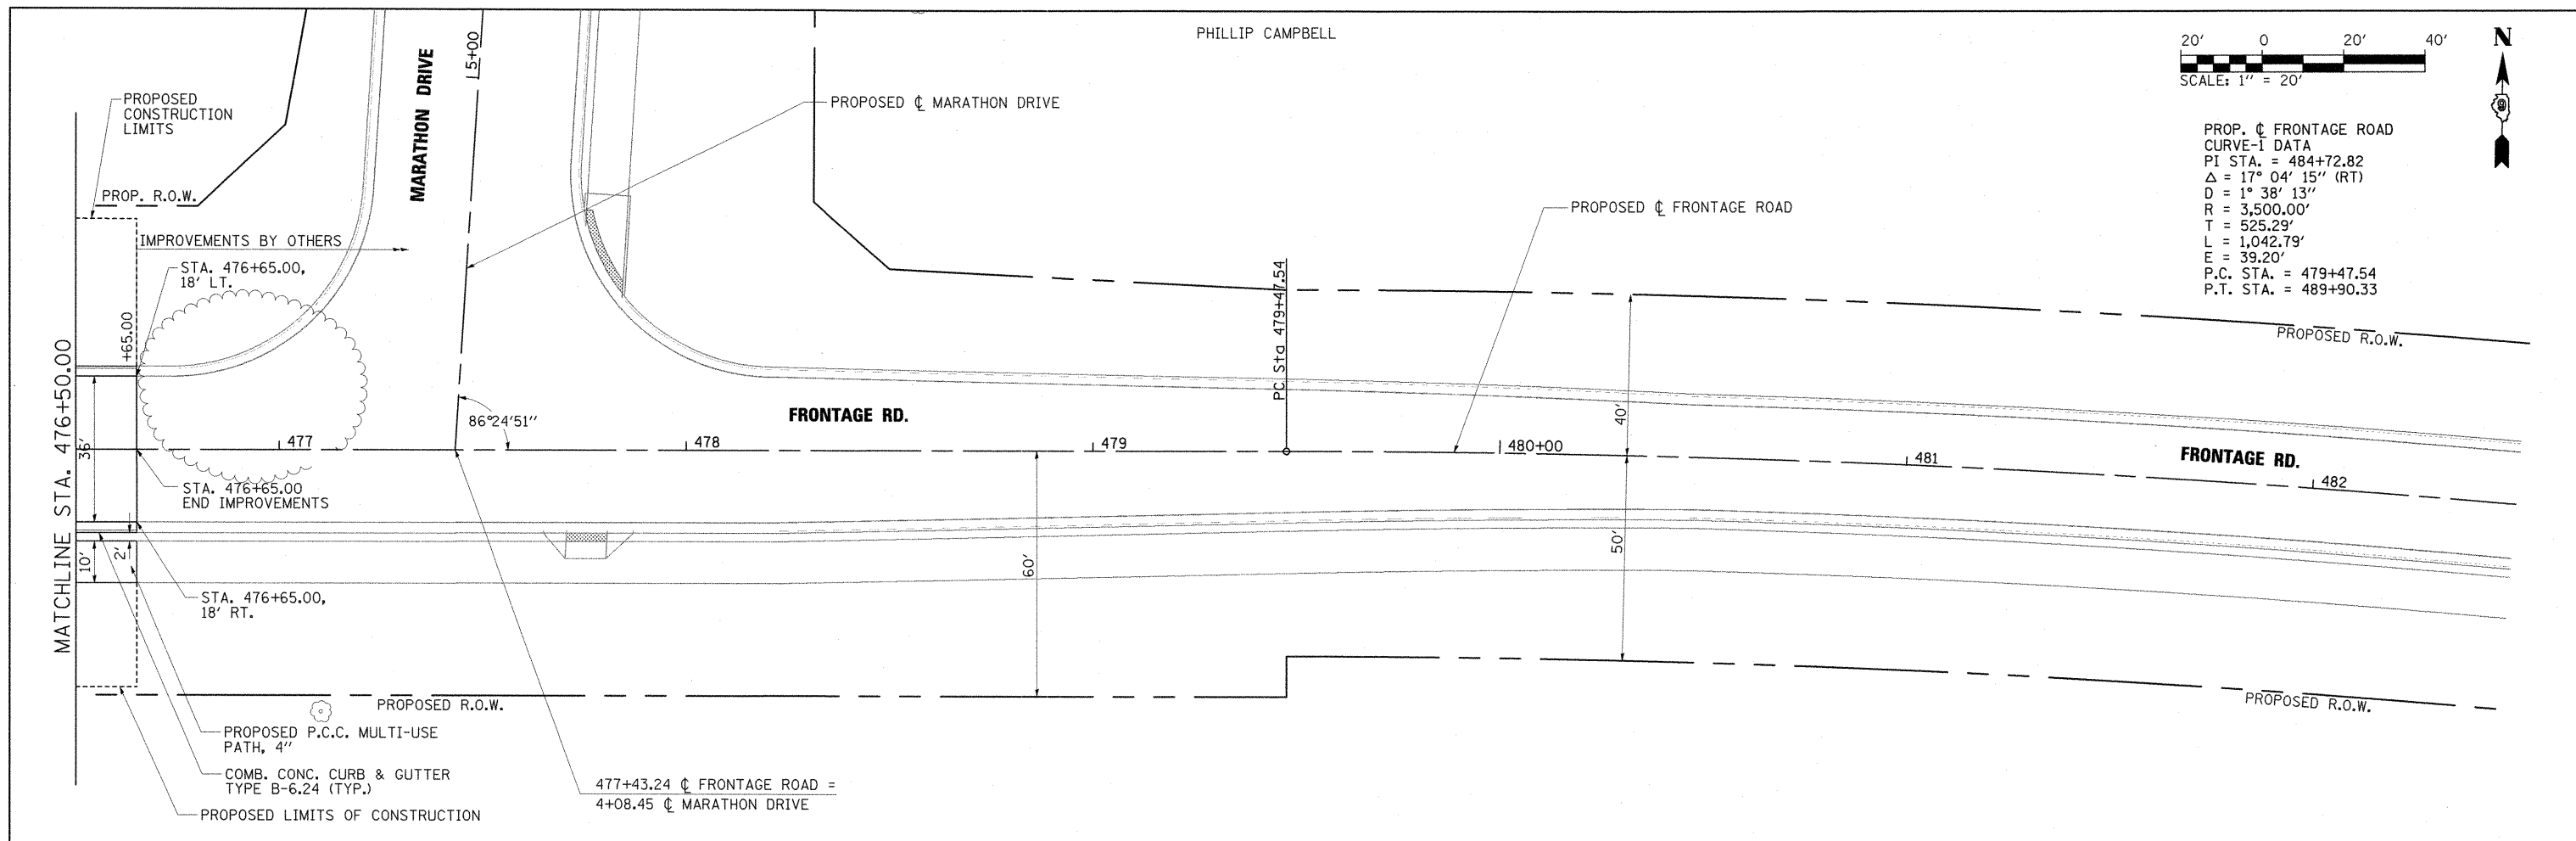 PHILLIP CAMPBELL
20' 0 20' 40'
SCALE: 1" = 20'
N
9
PROP. ℄ FRONTAGE ROAD
CURVE-1 DATA
PI STA. = 484+72.82
Δ = 17° 04' 15" (RT)
D = 1° 38' 13"
R = 3,500.00'
T = 525.29'
L = 1,042.79'
E = 39.20'
P.C. STA. = 479+47.54
P.T. STA. = 489+90.33
MARATHON DRIVE
5+00
PROPOSED
CONSTRUCTION
LIMITS
PROPOSED ℄ MARATHON DRIVE
PROP. R.O.W.
PROPOSED ℄ FRONTAGE ROAD
IMPROVEMENTS BY OTHERS
STA. 476+65.00,
18' LT.
+65.00
PC Sta 479+47.54
PROPOSED R.O.W.
MATCHLINE STA. 476+50.00
36'
86°24'51"
FRONTAGE RD.
40'
477
478
479
480+00
481
482
FRONTAGE RD.
STA. 476+65.00
END IMPROVEMENTS
10'
2'
60'
50'
STA. 476+65.00,
18' RT.
PROPOSED R.O.W.
PROPOSED R.O.W.
PROPOSED P.C.C. MULTI-USE
PATH, 4"
COMB. CONC. CURB & GUTTER
TYPE B-6.24 (TYP.)
PROPOSED LIMITS OF CONSTRUCTION
477+43.24 ℄ FRONTAGE ROAD =
4+08.45 ℄ MARATHON DRIVE